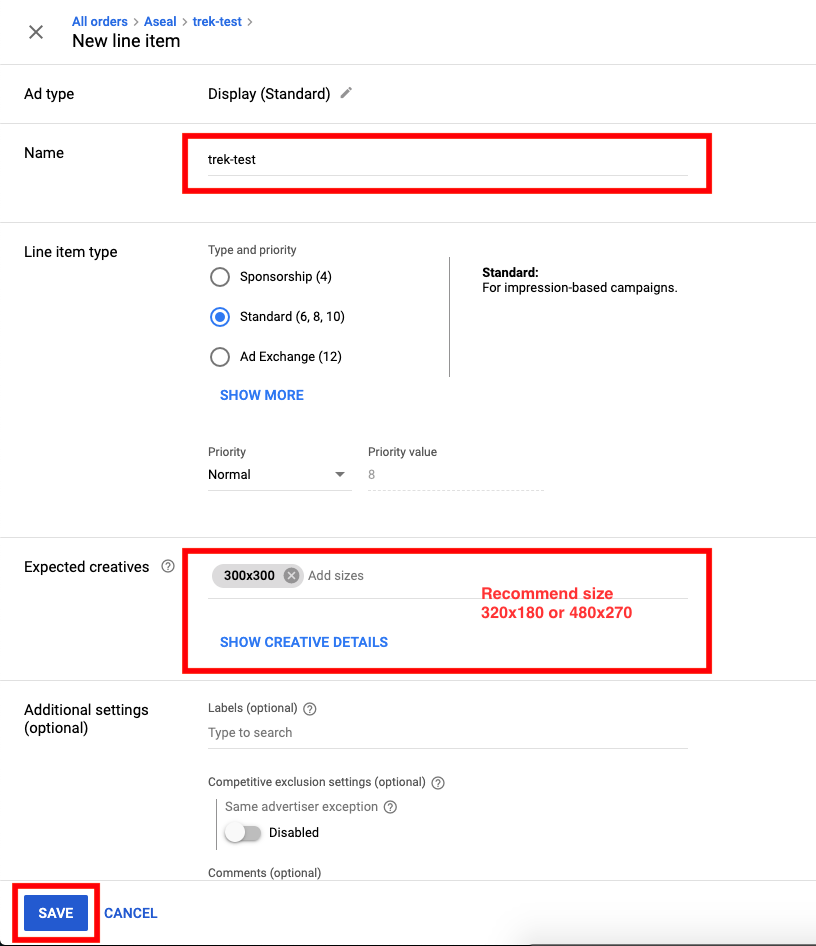 All orders > Aseal > trek-test >
New line item
Ad type
Display (Standard)
Name
trek-test
Line item type
Type and priority
Sponsorship (4)
Standard (6, 8, 10)
Ad Exchange (12)
SHOW MORE
Standard:
For impression-based campaigns.
Priority
Normal
Priority value
8
Expected creatives
300x300 Add sizes
Recommend size
320x180 or 480x270
SHOW CREATIVE DETAILS
Additional settings
(optional)
Labels (optional)
Type to search
Competitive exclusion settings (optional)
Same advertiser exception
Disabled
Comments (optional)
SAVE CANCEL